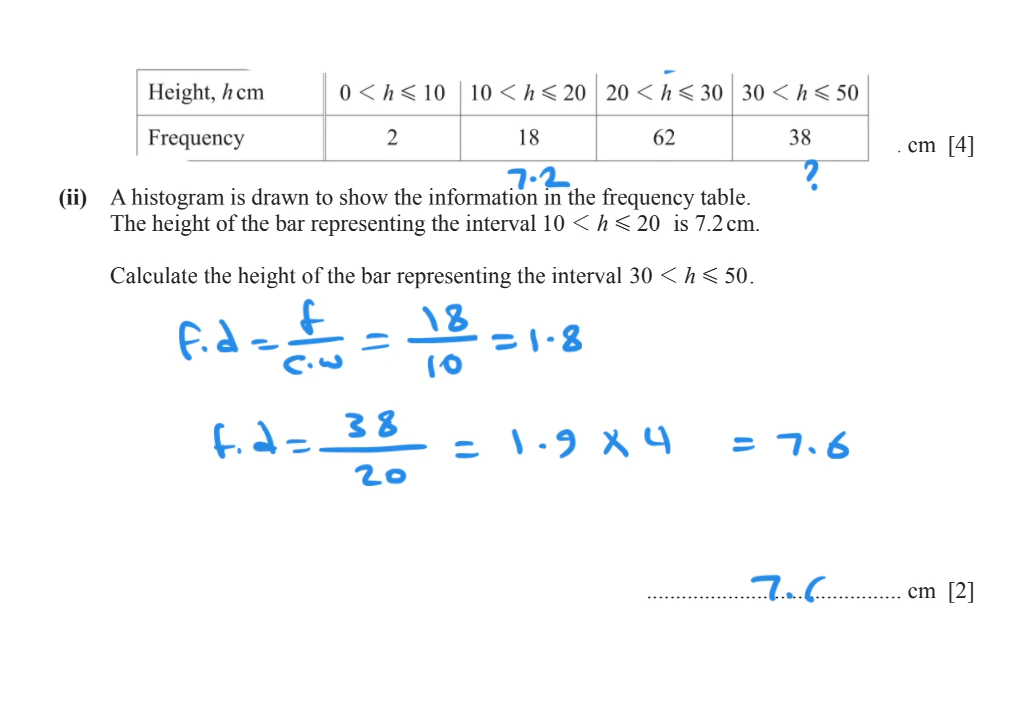 Height, h cm 0 < h ⩽ 10 10 < h ⩽ 20 20 < h ⩽ 30 30 < h ⩽ 50
Frequency 2 18 62 38
. cm [4]
7.2 ?
(ii) A histogram is drawn to show the information in the frequency table.
The height of the bar representing the interval 10 < h ⩽ 20 is 7.2 cm.
Calculate the height of the bar representing the interval 30 < h ⩽ 50.
F.d = f/c.w = 18/10 = 1.8
f.d = 38/20 = 1.9 x 4 = 7.6
7.6 cm [2]